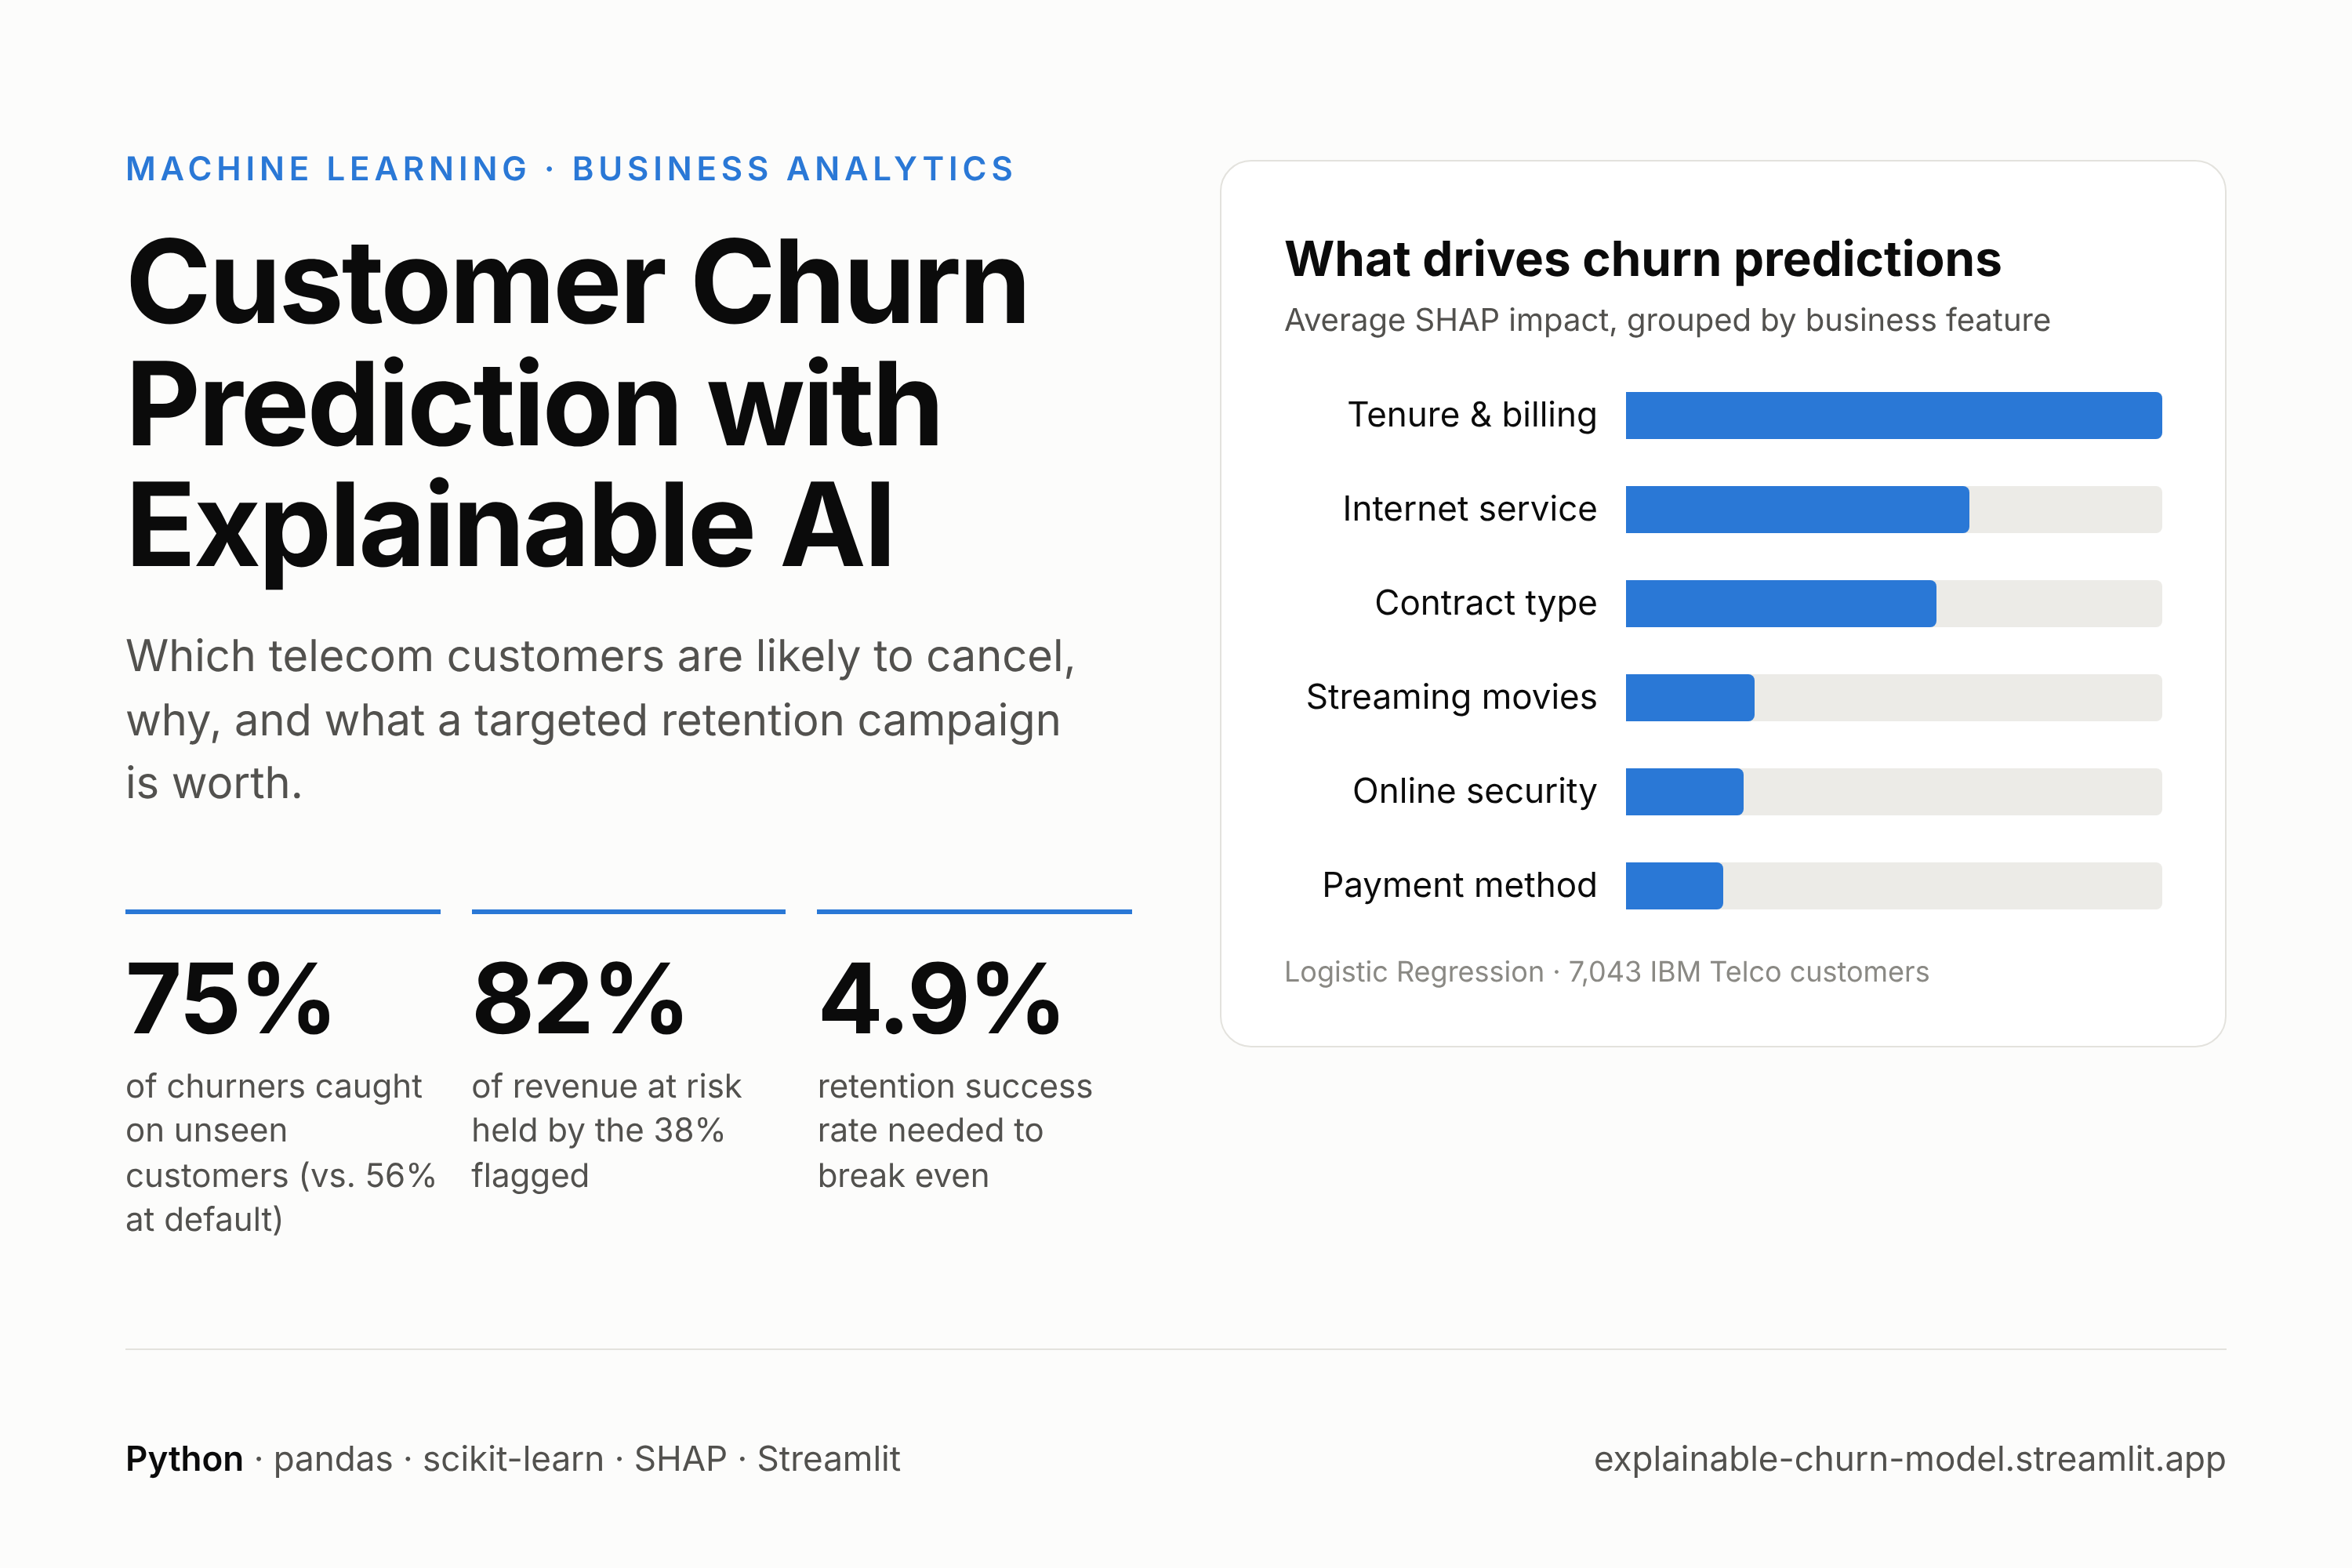 MACHINE LEARNING · BUSINESS ANALYTICS
Customer Churn
Prediction with
Explainable AI
Which telecom customers are likely to cancel,
why, and what a targeted retention campaign
is worth.
75%
of churners caught
on unseen
customers (vs. 56%
at default)
82%
of revenue at risk
held by the 38%
flagged
4.9%
retention success
rate needed to
break even
What drives churn predictions
Average SHAP impact, grouped by business feature
Tenure & billing
Internet service
Contract type
Streaming movies
Online security
Payment method
Logistic Regression · 7,043 IBM Telco customers
Python · pandas · scikit-learn · SHAP · Streamlit
explainable-churn-model.streamlit.app